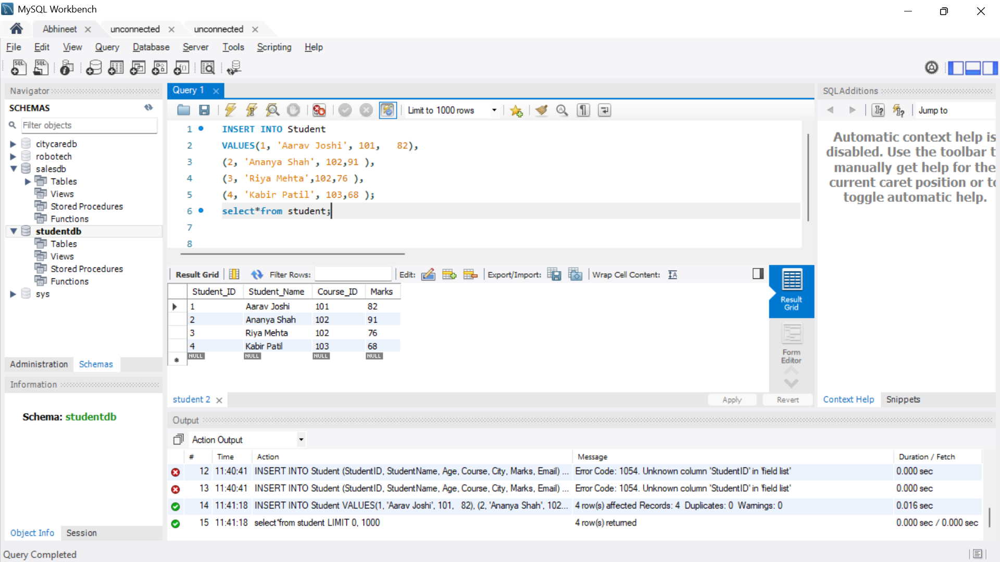 MySQL Workbench
Abhineet
unconnected
unconnected
File Edit View Query Database Server Tools Scripting Help
Navigator
SCHEMAS
Filter objects
citycaredb
robotech
salesdb
Tables
Views
Stored Procedures
Functions
studentdb
Tables
Views
Stored Procedures
Functions
sys
Administration Schemas
Information
Schema: studentdb
Object Info Session
Query 1
Limit to 1000 rows
1 INSERT INTO Student
2 VALUES(1, 'Aarav Joshi', 101,   82),
3 (2, 'Ananya Shah', 102,91 ),
4 (3, 'Riya Mehta',102,76 ),
5 (4, 'Kabir Patil', 103,68 );
6 select*from student;
7
8
Result Grid Filter Rows: Edit: Export/Import: Wrap Cell Content:
Student_ID Student_Name Course_ID Marks
1 Aarav Joshi 101 82
2 Ananya Shah 102 91
3 Riya Mehta 102 76
4 Kabir Patil 103 68
NULL NULL NULL NULL
Result
Grid
Form
Editor
student 2
Apply Revert
SQLAdditions
Jump to
Automatic context help is
disabled. Use the toolbar t
manually get help for the
current caret position or to
toggle automatic help.
Context Help Snippets
Output
Action Output
# Time Action Message Duration / Fetch
12 11:40:41 INSERT INTO Student (StudentID, StudentName, Age, Course, City, Marks, Email) ... Error Code: 1054. Unknown column 'StudentID' in 'field list' 0.000 sec
13 11:40:41 INSERT INTO Student (StudentID, StudentName, Age, Course, City, Marks, Email) ... Error Code: 1054. Unknown column 'StudentID' in 'field list' 0.000 sec
14 11:41:18 INSERT INTO Student VALUES(1, 'Aarav Joshi', 101,   82), (2, 'Ananya Shah', 102... 4 row(s) affected Records: 4  Duplicates: 0  Warnings: 0 0.016 sec
15 11:41:18 select*from student LIMIT 0, 1000 4 row(s) returned 0.000 sec / 0.000 sec
Query Completed